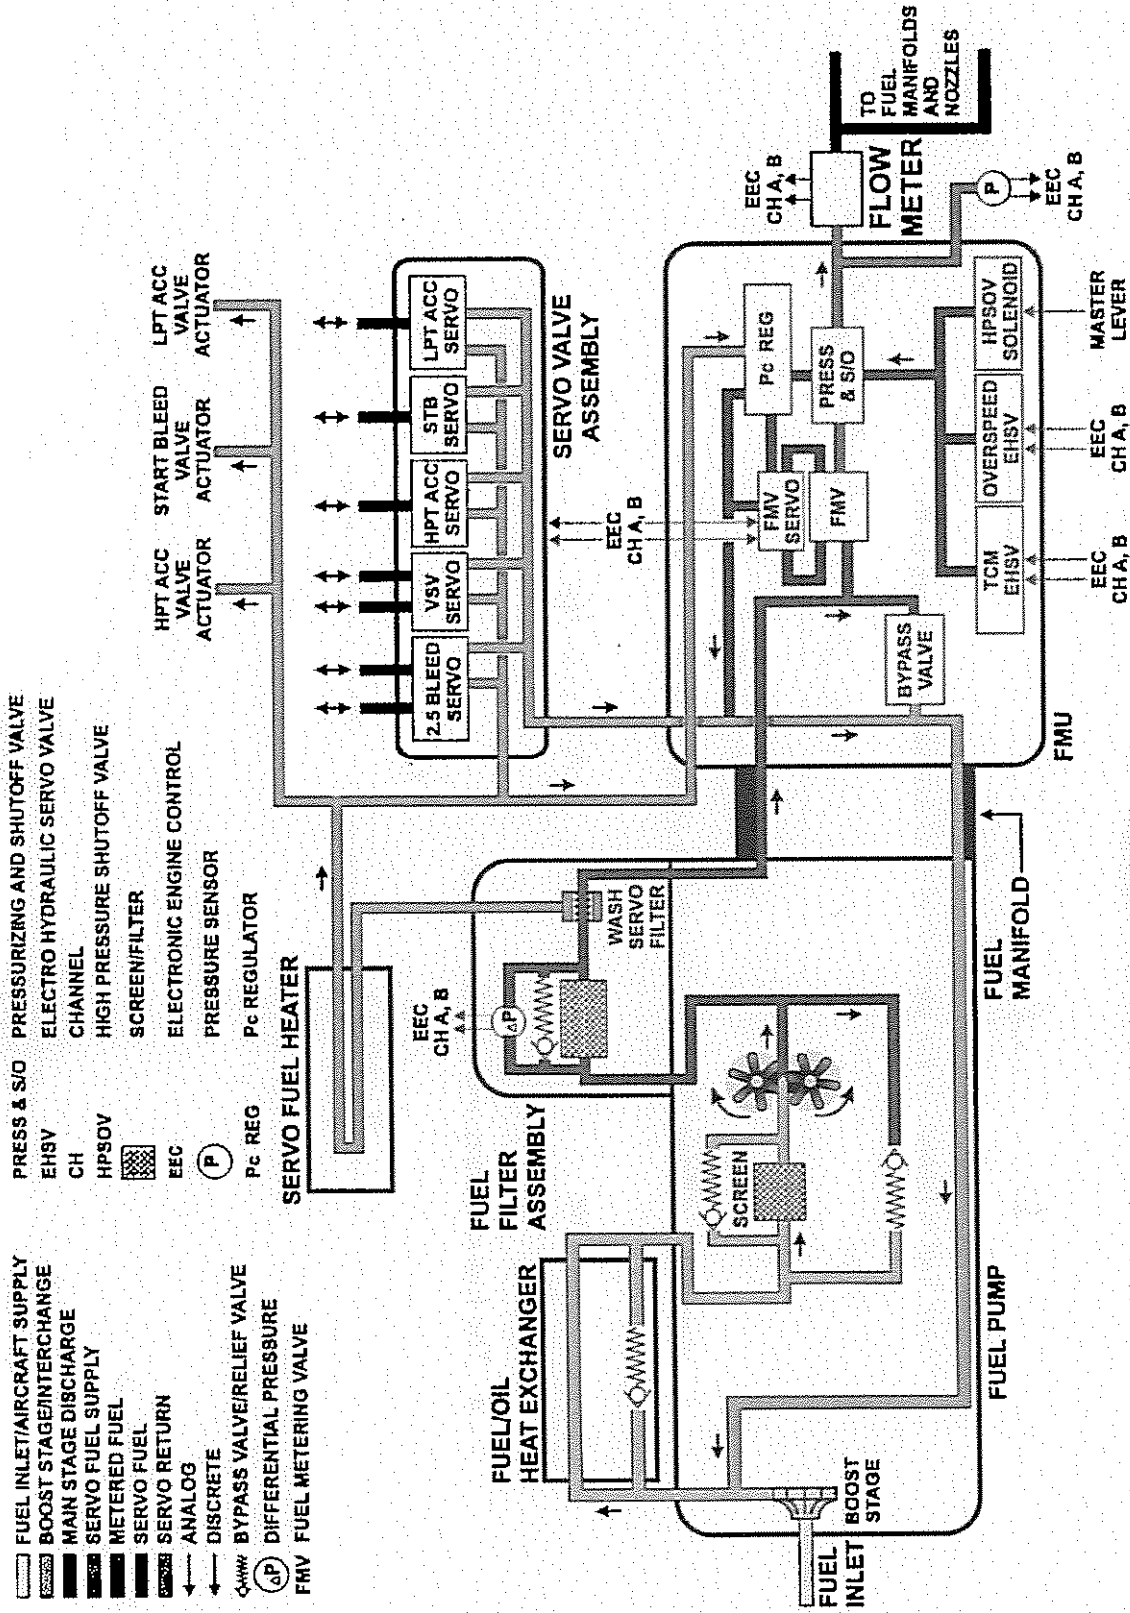 FUEL INLET/AIRCRAFT SUPPLY
BOOST STAGE/INTERCHANGE
MAIN STAGE DISCHARGE
SERVO FUEL SUPPLY
METERED FUEL
SERVO FUEL
SERVO RETURN
ANALOG
DISCRETE
BYPASS VALVE/RELIEF VALVE
ΔP DIFFERENTIAL PRESSURE
FMV FUEL METERING VALVE
PRESS & S/O PRESSURIZING AND SHUTOFF VALVE
EHSV ELECTRO HYDRAULIC SERVO VALVE
CH CHANNEL
HPSOV HIGH PRESSURE SHUTOFF VALVE
SCREEN/FILTER
EEC ELECTRONIC ENGINE CONTROL
P PRESSURE SENSOR
Pc REG Pc REGULATOR
HPT ACC
VALVE
ACTUATOR
START BLEED
VALVE
ACTUATOR
LPT ACC
VALVE
ACTUATOR
SERVO FUEL HEATER
2.5 BLEED
SERVO
VSV
SERVO
HPT ACC
SERVO
STB
SERVO
LPT ACC
SERVO
SERVO VALVE
ASSEMBLY
EEC
CH A, B
ΔP
FUEL
FILTER
ASSEMBLY
WASH
SERVO
FILTER
EEC
CH A, B
FUEL/OIL
HEAT EXCHANGER
SCREEN
FUEL
INLET
BOOST
STAGE
FUEL PUMP
FUEL
MANIFOLD
FMU
Pc REG
FMV
SERVO
FMV
PRESS
& S/O
BYPASS
VALVE
TCM
EHSV
OVERSPEED
EHSV
HPSOV
SOLENOID
EEC
CH A, B
EEC
CH A, B
MASTER
LEVER
EEC
CH A, B
FLOW
METER
P
EEC
CH A, B
TO
FUEL
MANIFOLDS
AND
NOZZLES